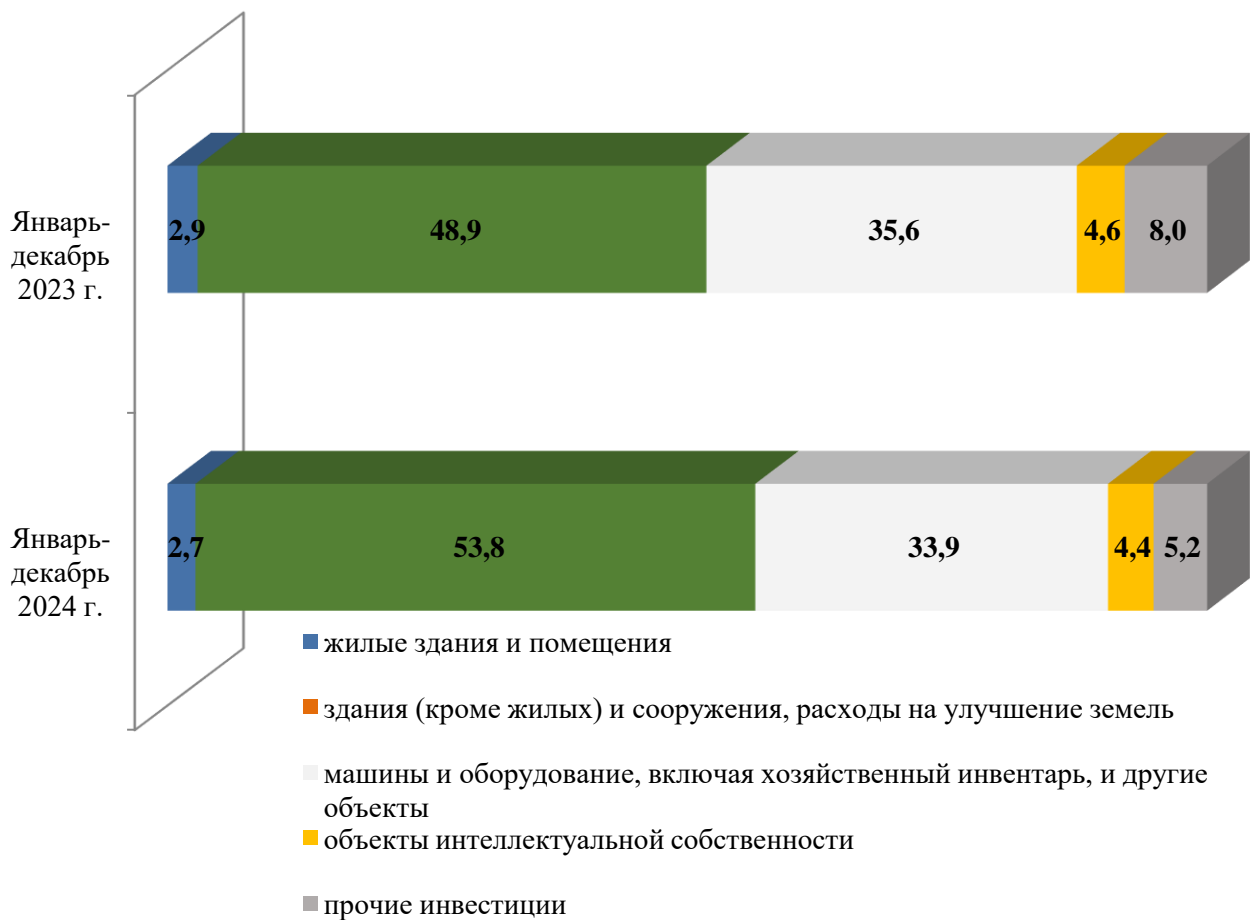 Январь-
декабрь
2023 г.
2,9 48,9 35,6 4,6 8,0
Январь-
декабрь
2024 г.
2,7 53,8 33,9 4,4 5,2
жилые здания и помещения
здания (кроме жилых) и сооружения, расходы на улучшение земель
машины и оборудование, включая хозяйственный инвентарь, и другие
объекты
объекты интеллектуальной собственности
прочие инвестиции